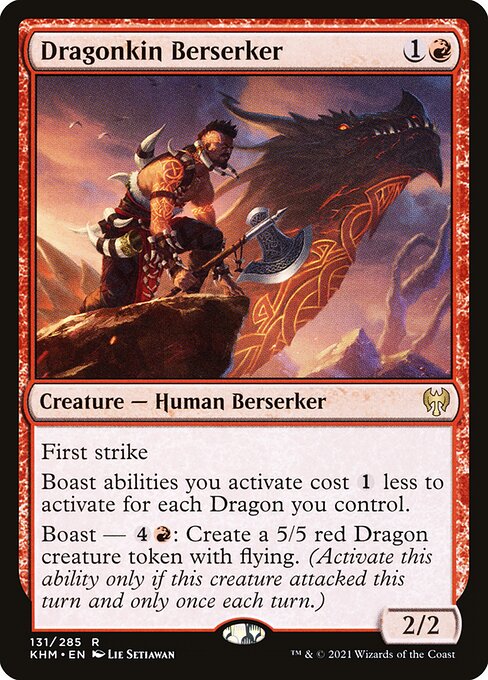 Dragonkin Berserker 1
Creature — Human Berserker
First strike
Boast abilities you activate cost 1 less to
activate for each Dragon you control.
Boast — 4 : Create a 5/5 red Dragon
creature token with flying. (Activate this
ability only if this creature attacked this
turn and only once each turn.)
2/2
131/285 R
KHM • EN Lie Setiawan
™ & © 2021 Wizards of the Coast